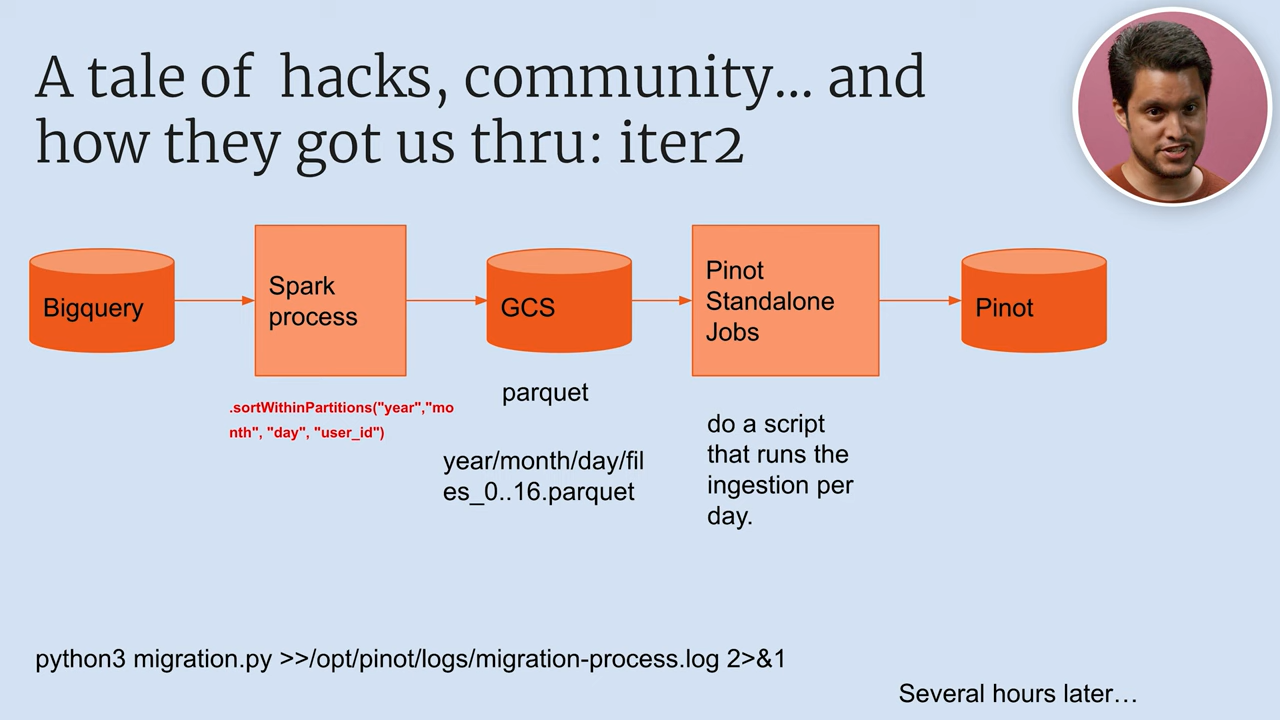 A tale of  hacks, community... and
how they got us thru: iter2
Bigquery
Spark
process
GCS
Pinot
Standalone
Jobs
Pinot
.sortWithinPartitions("year","mo
nth", "day", "user_id")
parquet
year/month/day/fil
es_0..16.parquet
do a script
that runs the
ingestion per
day.
python3 migration.py >>/opt/pinot/logs/migration-process.log 2>&1
Several hours later…